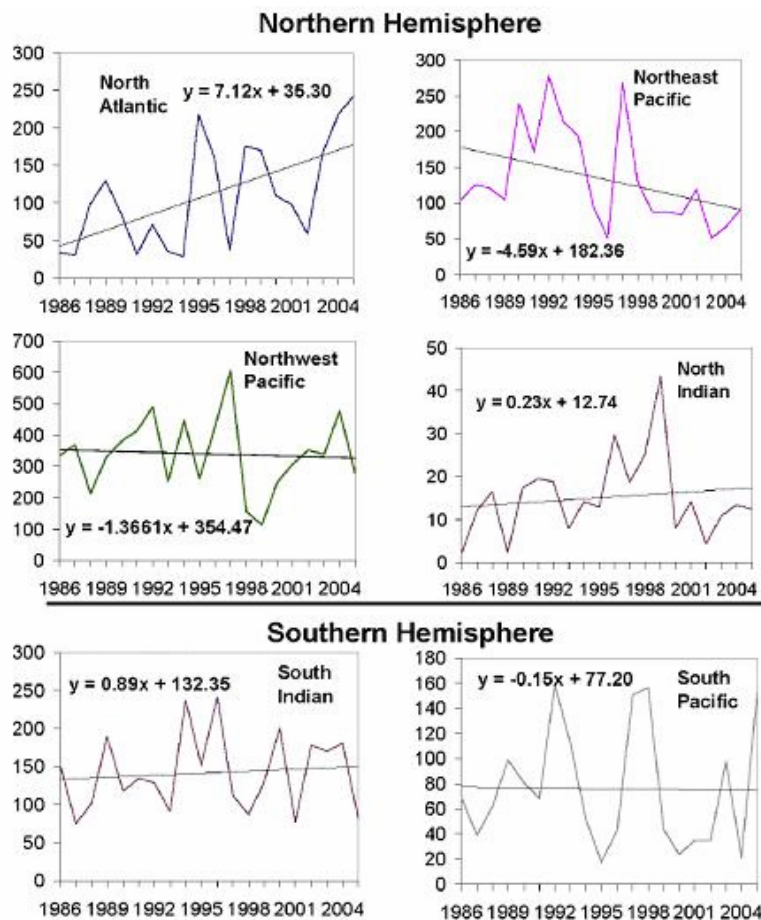 Northern Hemisphere
300
250
200
150
100
50
0
North
Atlantic
y = 7.12x + 35.30
1986 1989 1992 1995 1998 2001 2004
300
250
200
150
100
50
0
Northeast
Pacific
y = -4.59x + 182.36
1986 1989 1992 1995 1998 2001 2004
700
600
500
400
300
200
100
0
Northwest
Pacific
y = -1.3661x + 354.47
1986 1989 1992 1995 1998 2001 2004
50
40
30
20
10
0
North
Indian
y = 0.23x + 12.74
1986 1989 1992 1995 1998 2001 2004
Southern Hemisphere
300
250
200
150
100
50
0
y = 0.89x + 132.35
South
Indian
1986 1989 1992 1995 1998 2001 2004
180
160
140
120
100
80
60
40
20
0
y = -0.15x + 77.20
South
Pacific
1986 1989 1992 1995 1998 2001 2004